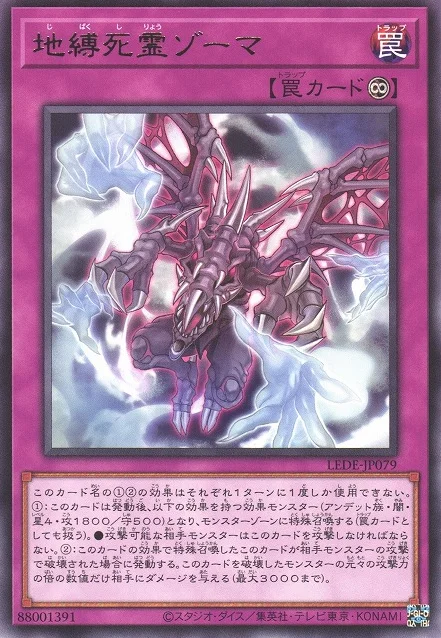 地縛死霊ゾーマ
じばくしりょう
トラップ
罠
トラップ
【罠カード】
LEDE-JP079
このカード名の①②の効果はそれぞれ1ターンに1度しか使用できない。
①:このカードは発動後、以下の効果を持つ効果モンスター(アンデット族・闇・
星4・攻1800/守500)となり、モンスターゾーンに特殊召喚する(罠カードと
しても扱う)。●攻撃可能な相手モンスターはこのカードを攻撃しなければなら
ない。②:このカードの効果で特殊召喚したこのカードが相手モンスターの攻撃
で破壊された場合に発動する。このカードを破壊したモンスターの元々の攻撃力
の倍の数値だけ相手にダメージを与える(最大3000まで)。
88001391
©スタジオ・ダイス/集英社・テレビ東京・KONAMI